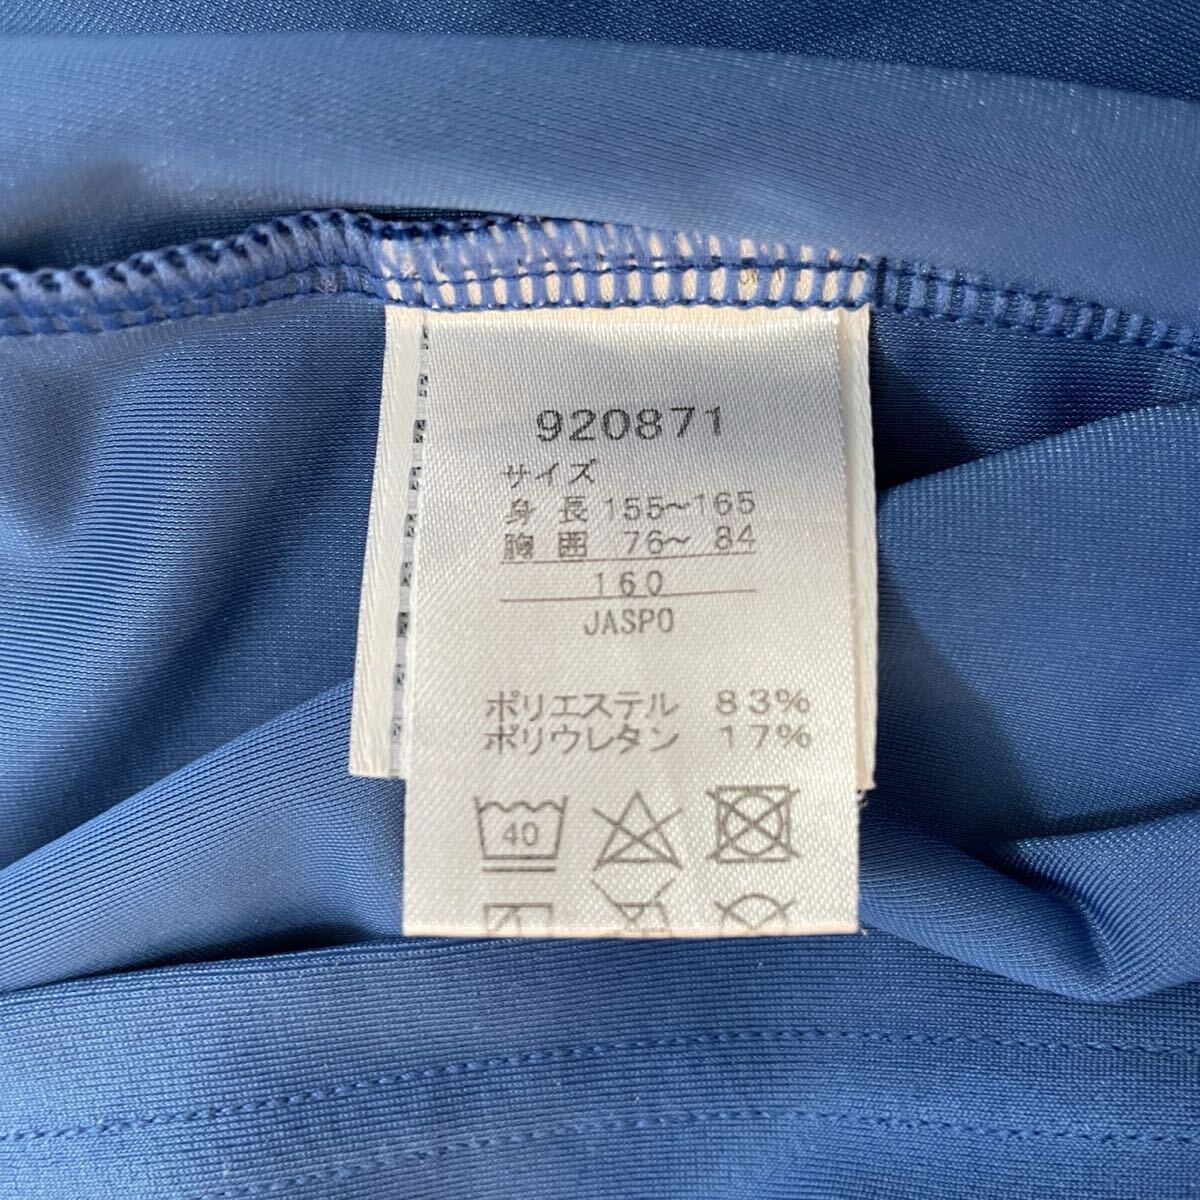 920871
サイズ
身長 155~165
胸囲 76~ 84
160
JASPO
ポリエステル 83%
ポリウレタン 17%
40